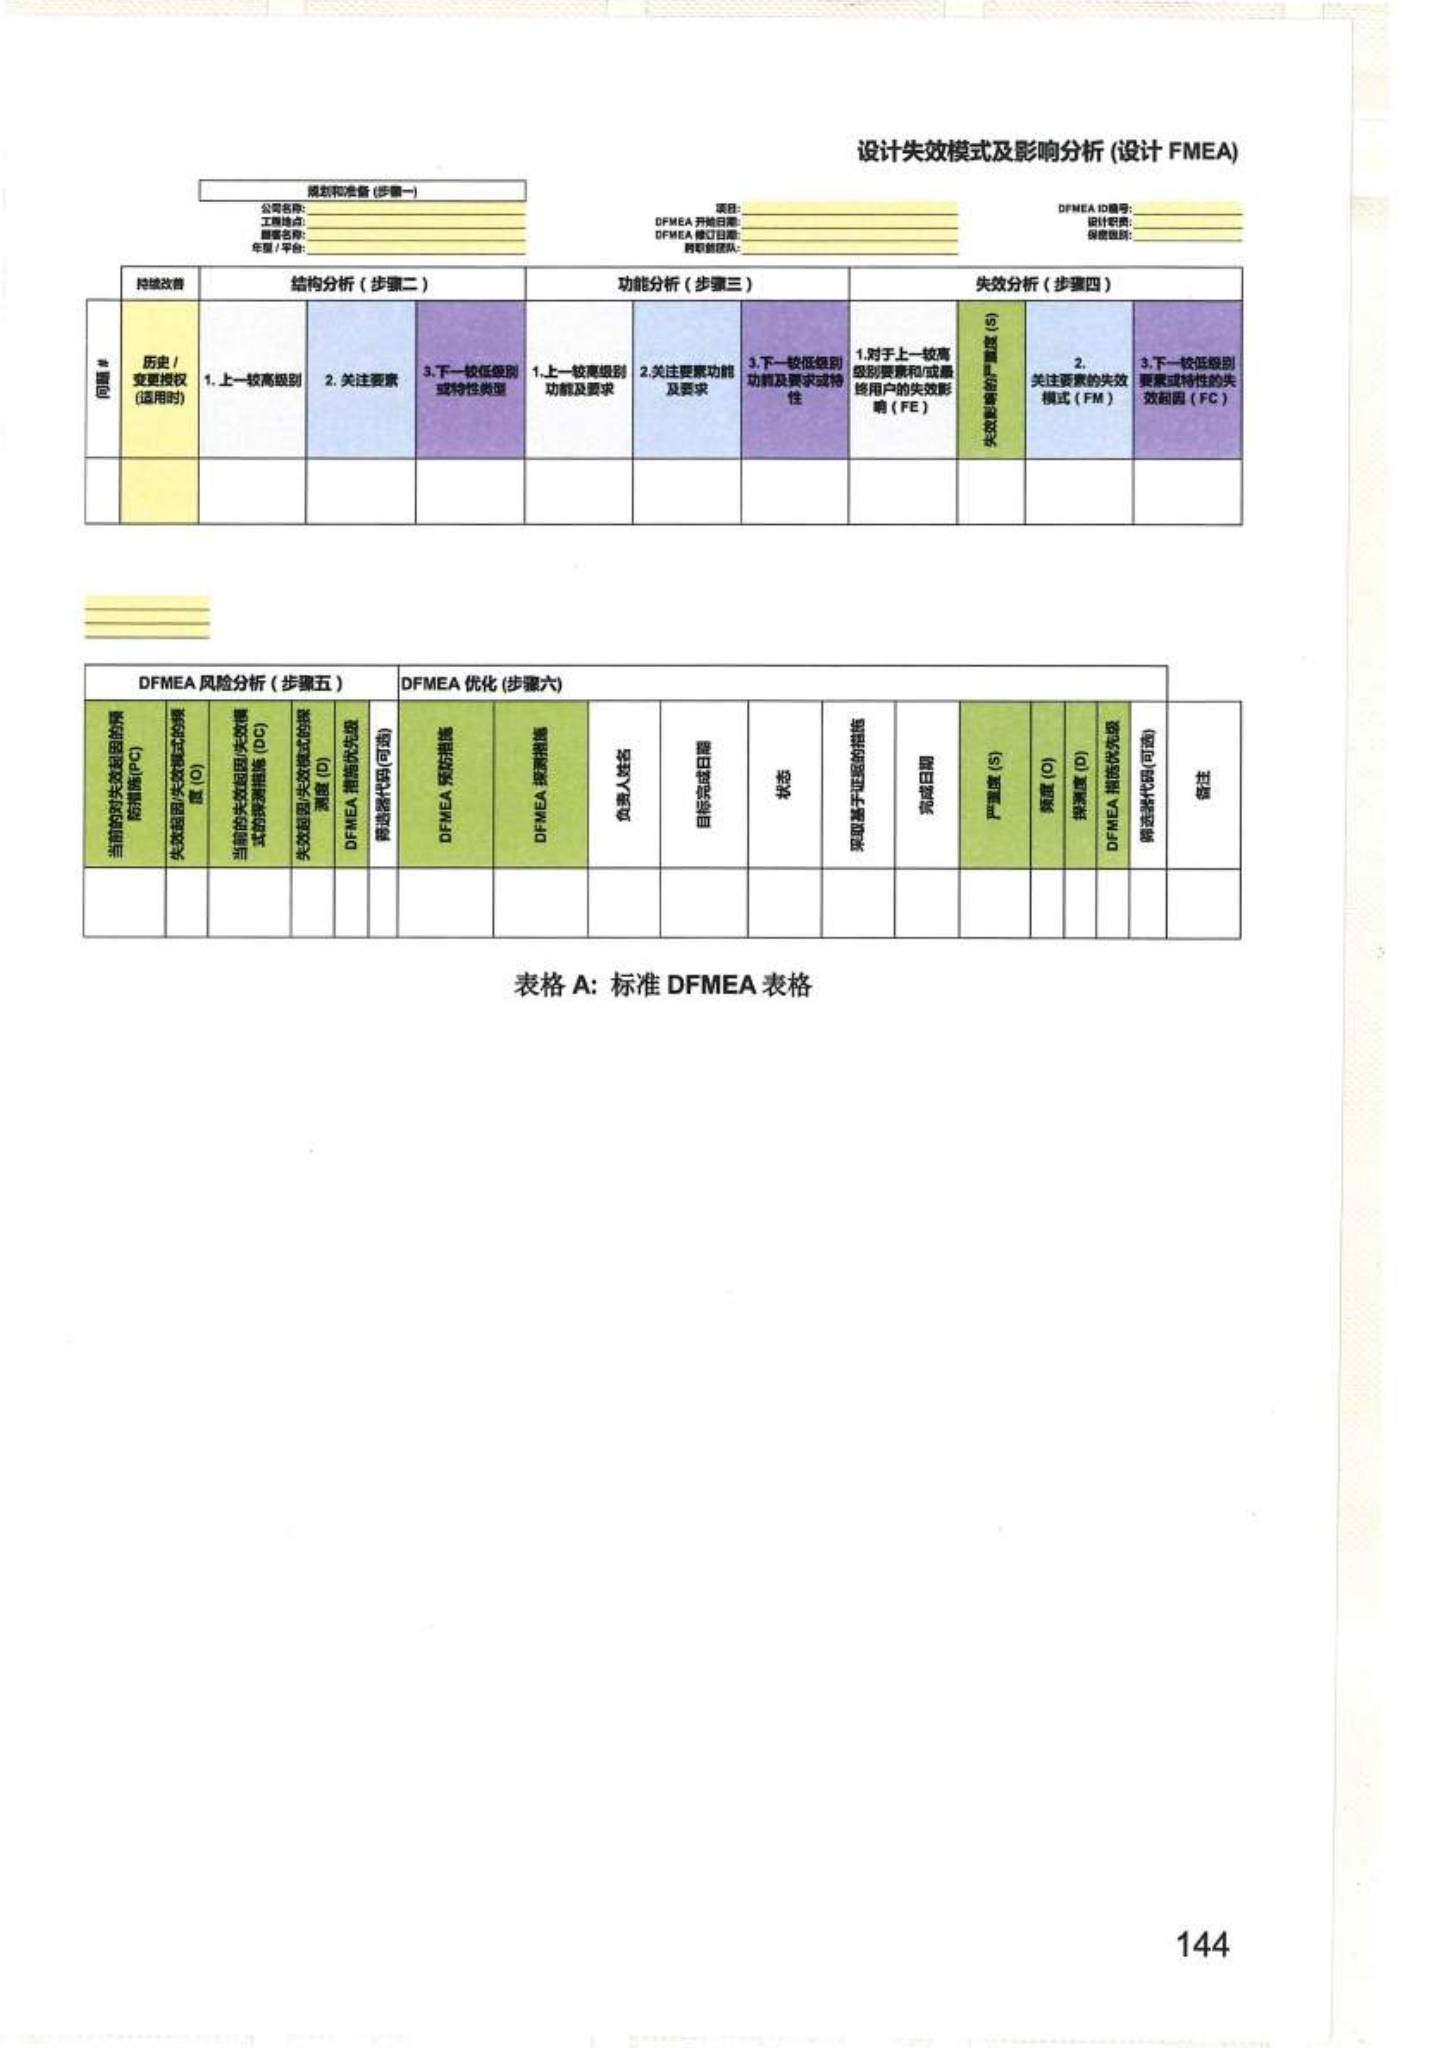 设计失效模式及影响分析 (设计 FMEA)
规划和准备 (步骤一)
公司名称:
工程地点:
顾客名称:
年型 / 平台:
项目:
DFMEA 开始日期:
DFMEA 修订日期:
跨职能团队:
DFMEA ID编号:
设计职责:
保密级别:
持续改善
结构分析（步骤二）
功能分析（步骤三）
失效分析（步骤四）
问题 #
历史 /
变更授权
(适用时)
1. 上一较高级别
2. 关注要素
3.下一较低级别
或特性类型
1.上一较高级别
功能及要求
2.关注要素功能
及要求
3.下一较低级别
功能及要求或特
性
1.对于上一较高
级别要素和/或最
终用户的失效影
响（FE）
失效影响的严重度 (S)
2.
关注要素的失效
模式（FM）
3.下一较低级别
要素或特性的失
效起因（FC）
DFMEA 风险分析（步骤五）
DFMEA 优化 (步骤六)
当前的对失效起因的预
防措施(PC)
失效起因/失效模式的频
度 (O)
当前的失效起因/失效模
式的探测措施 (DC)
失效起因/失效模式的探
测度 (D)
DFMEA 措施优先级
筛选器代码(可选)
DFMEA 预防措施
DFMEA 探测措施
负责人姓名
目标完成日期
状态
采取基于证据的措施
完成日期
严重度 (S)
频度 (O)
探测度 (D)
DFMEA 措施优先级
筛选器代码(可选)
备注
表格 A: 标准 DFMEA 表格
144